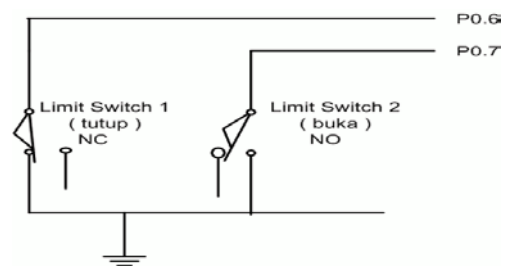 P0.6
P0.7
Limit Switch 1
( tutup )
NC
Limit Switch 2
( buka )
NO